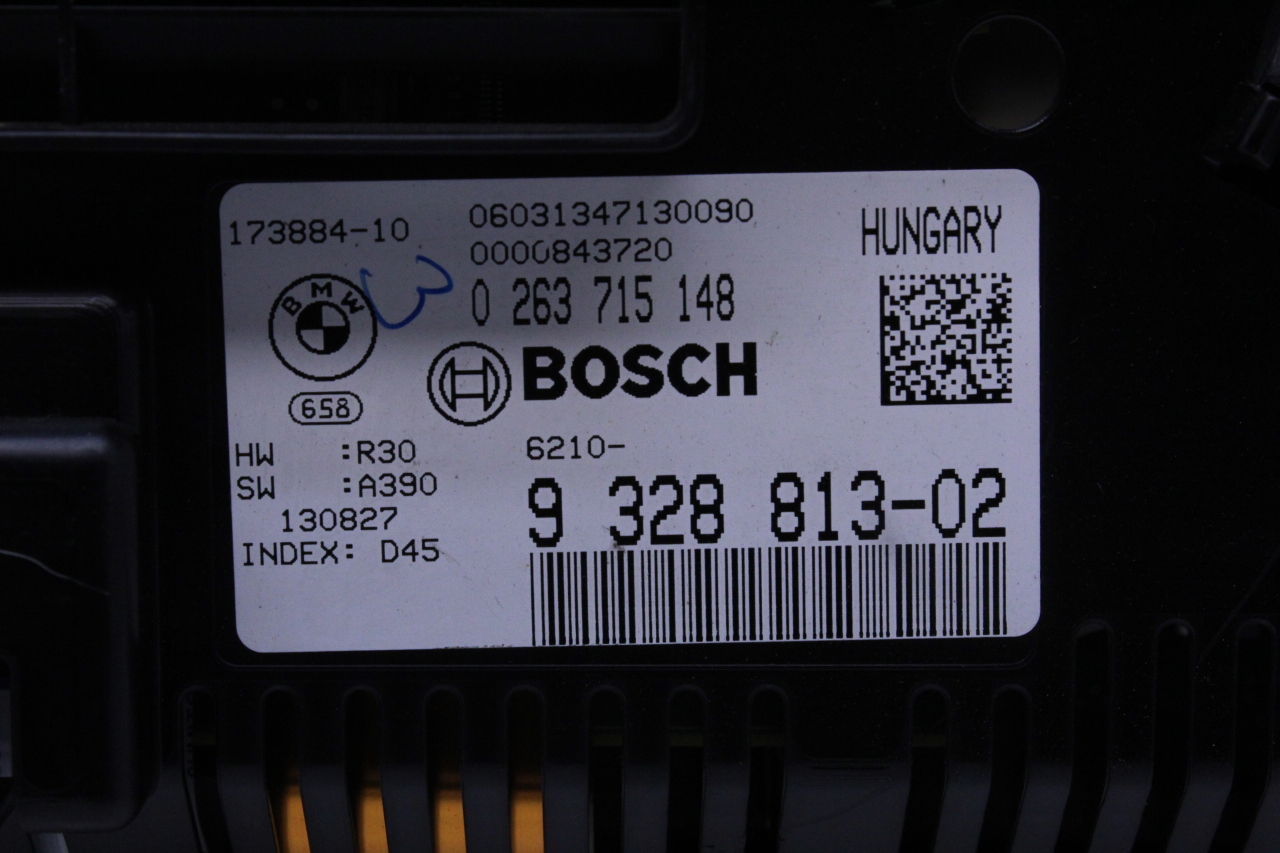 173884-10
06031347130090
0000843720
HUNGARY
0 263 715 148
BMW
BOSCH
658
HW :R30
SW :A390
130827
INDEX: D45
6210-
9 328 813-02